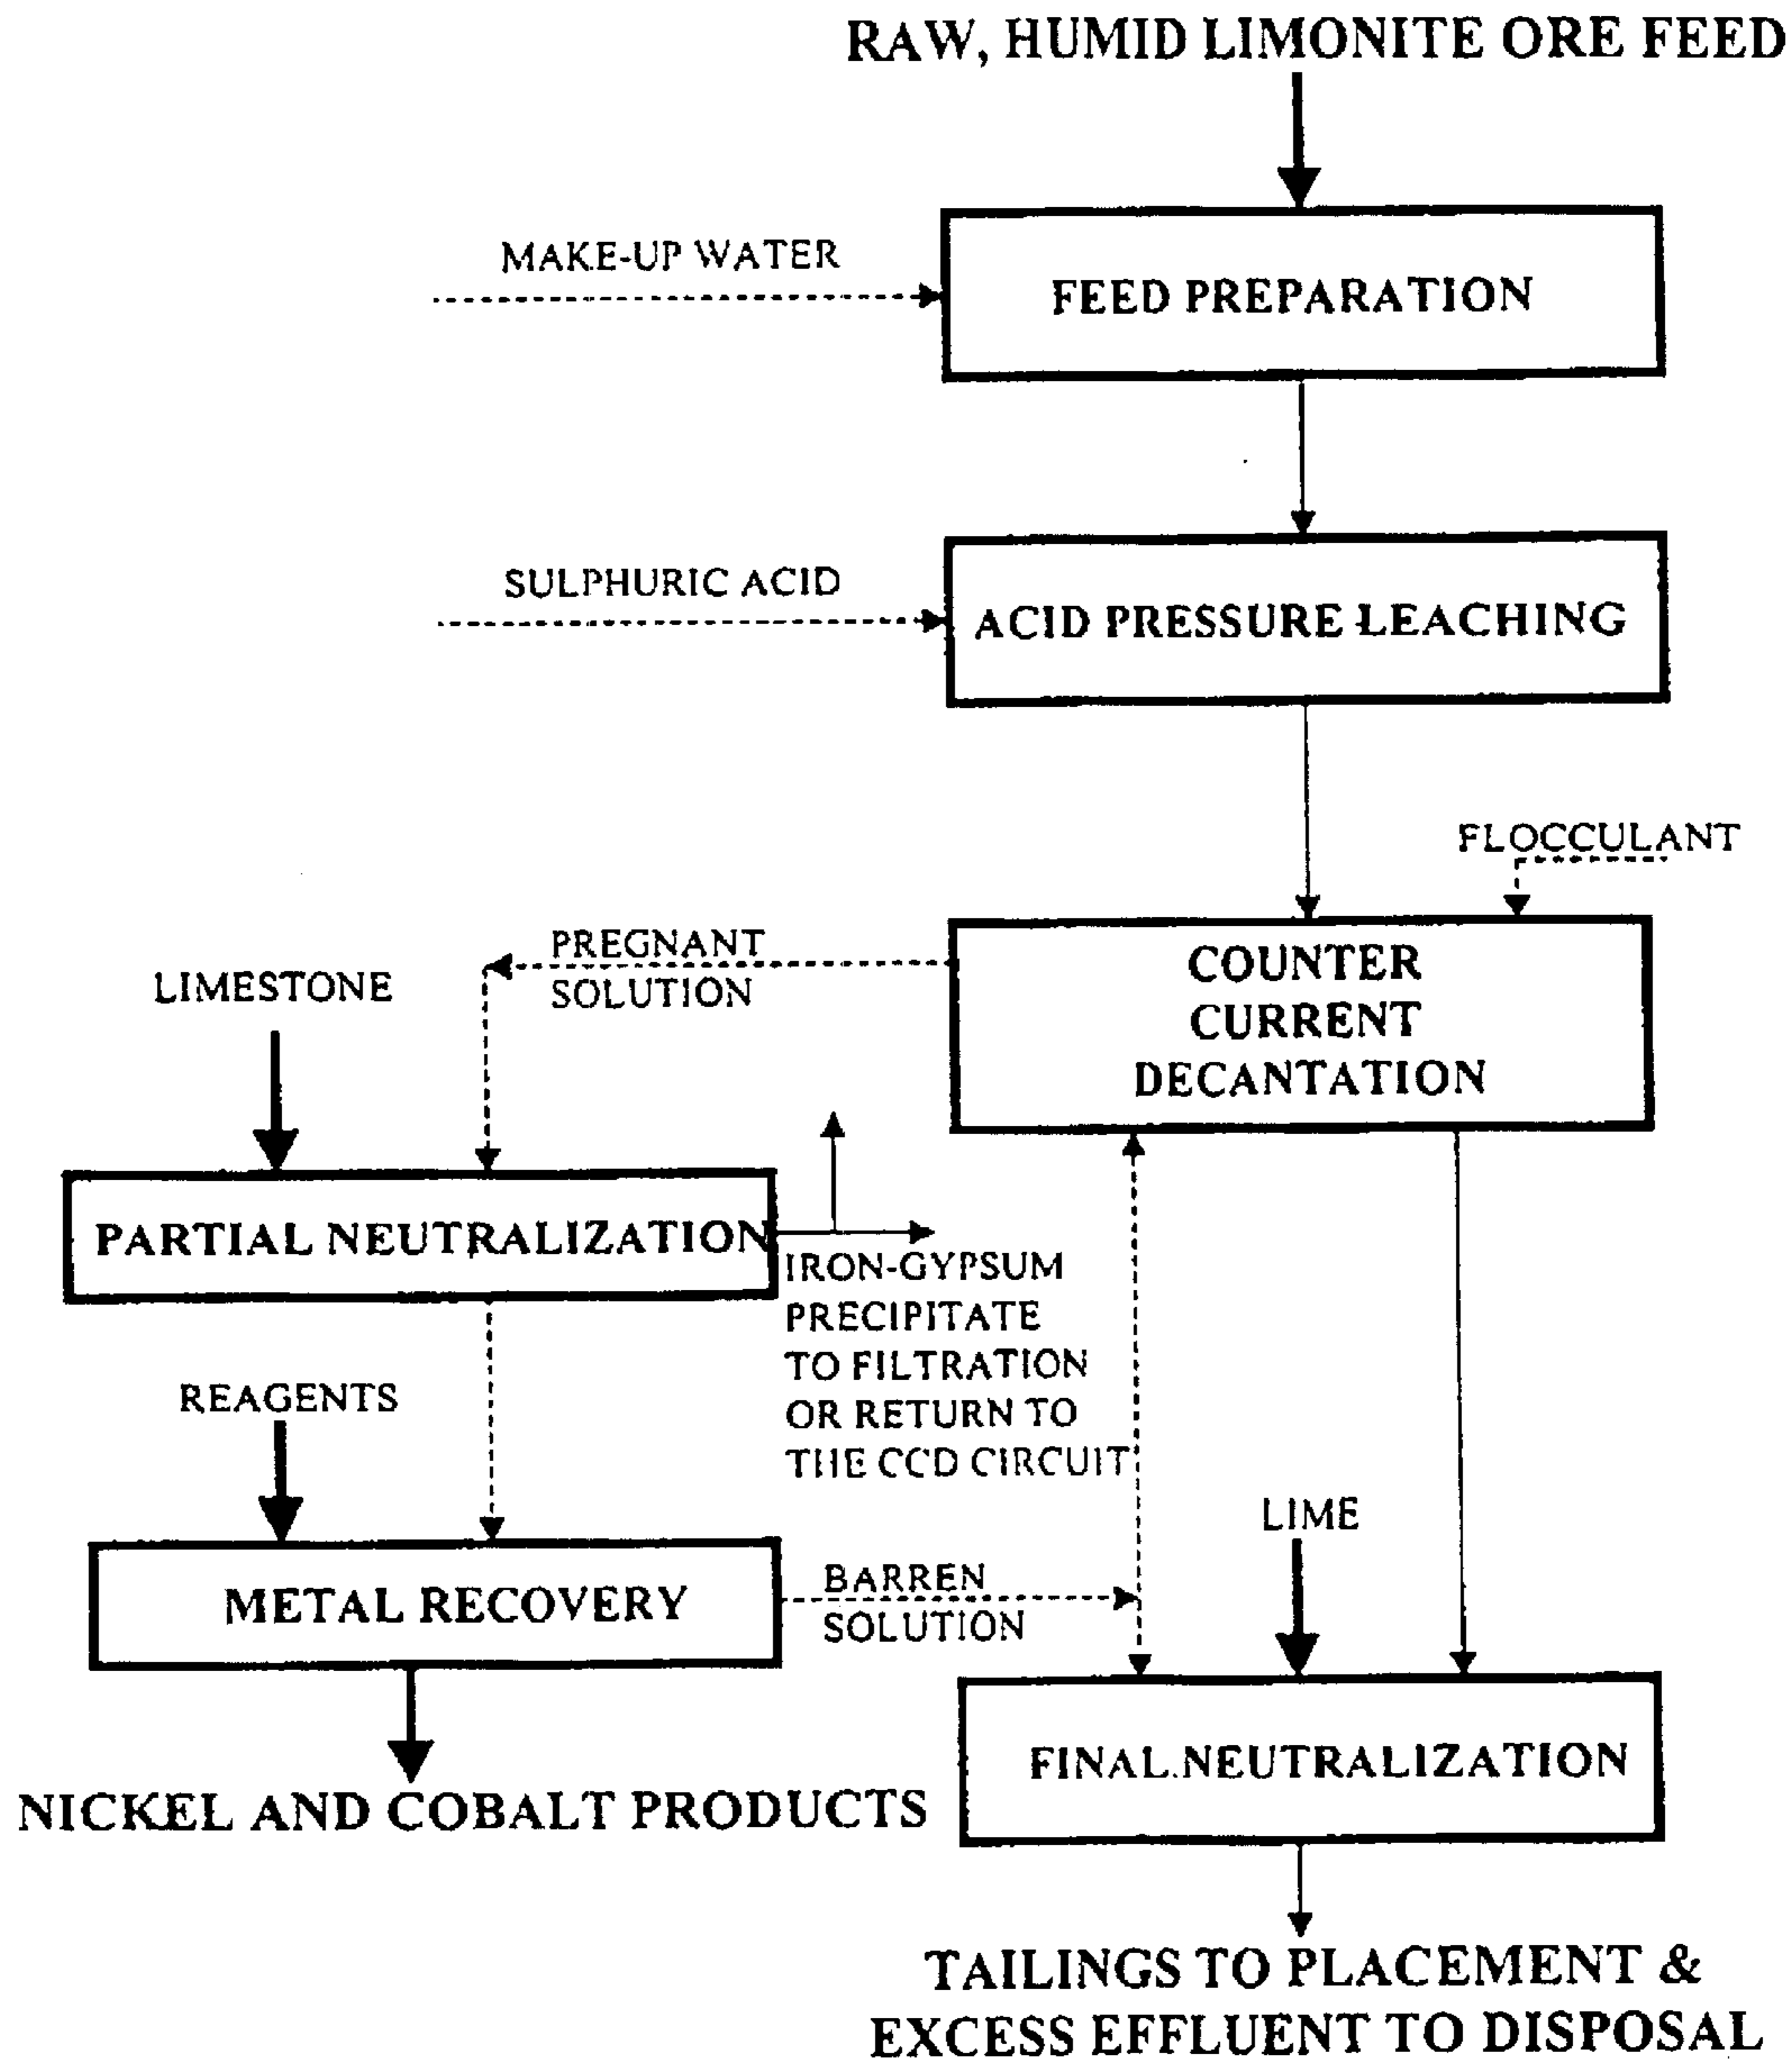 RAW, HUMID LIMONITE ORE FEED
MAKE-UP WATER
FEED PREPARATION
SULPHURIC ACID
ACID PRESSURE LEACHING
FLOCCULANT
PREGNANT
SOLUTION
LIMESTONE
COUNTER
CURRENT
DECANTATION
PARTIAL NEUTRALIZATION
IRON-GYPSUM
PRECIPITATE
TO FILTRATION
OR RETURN TO
THE CCD CIRCUIT
REAGENTS
LIME
METAL RECOVERY
BARREN
SOLUTION
FINAL.NEUTRALIZATION
NICKEL AND COBALT PRODUCTS
TAILINGS TO PLACEMENT &
EXCESS EFFLUENT TO DISPOSAL